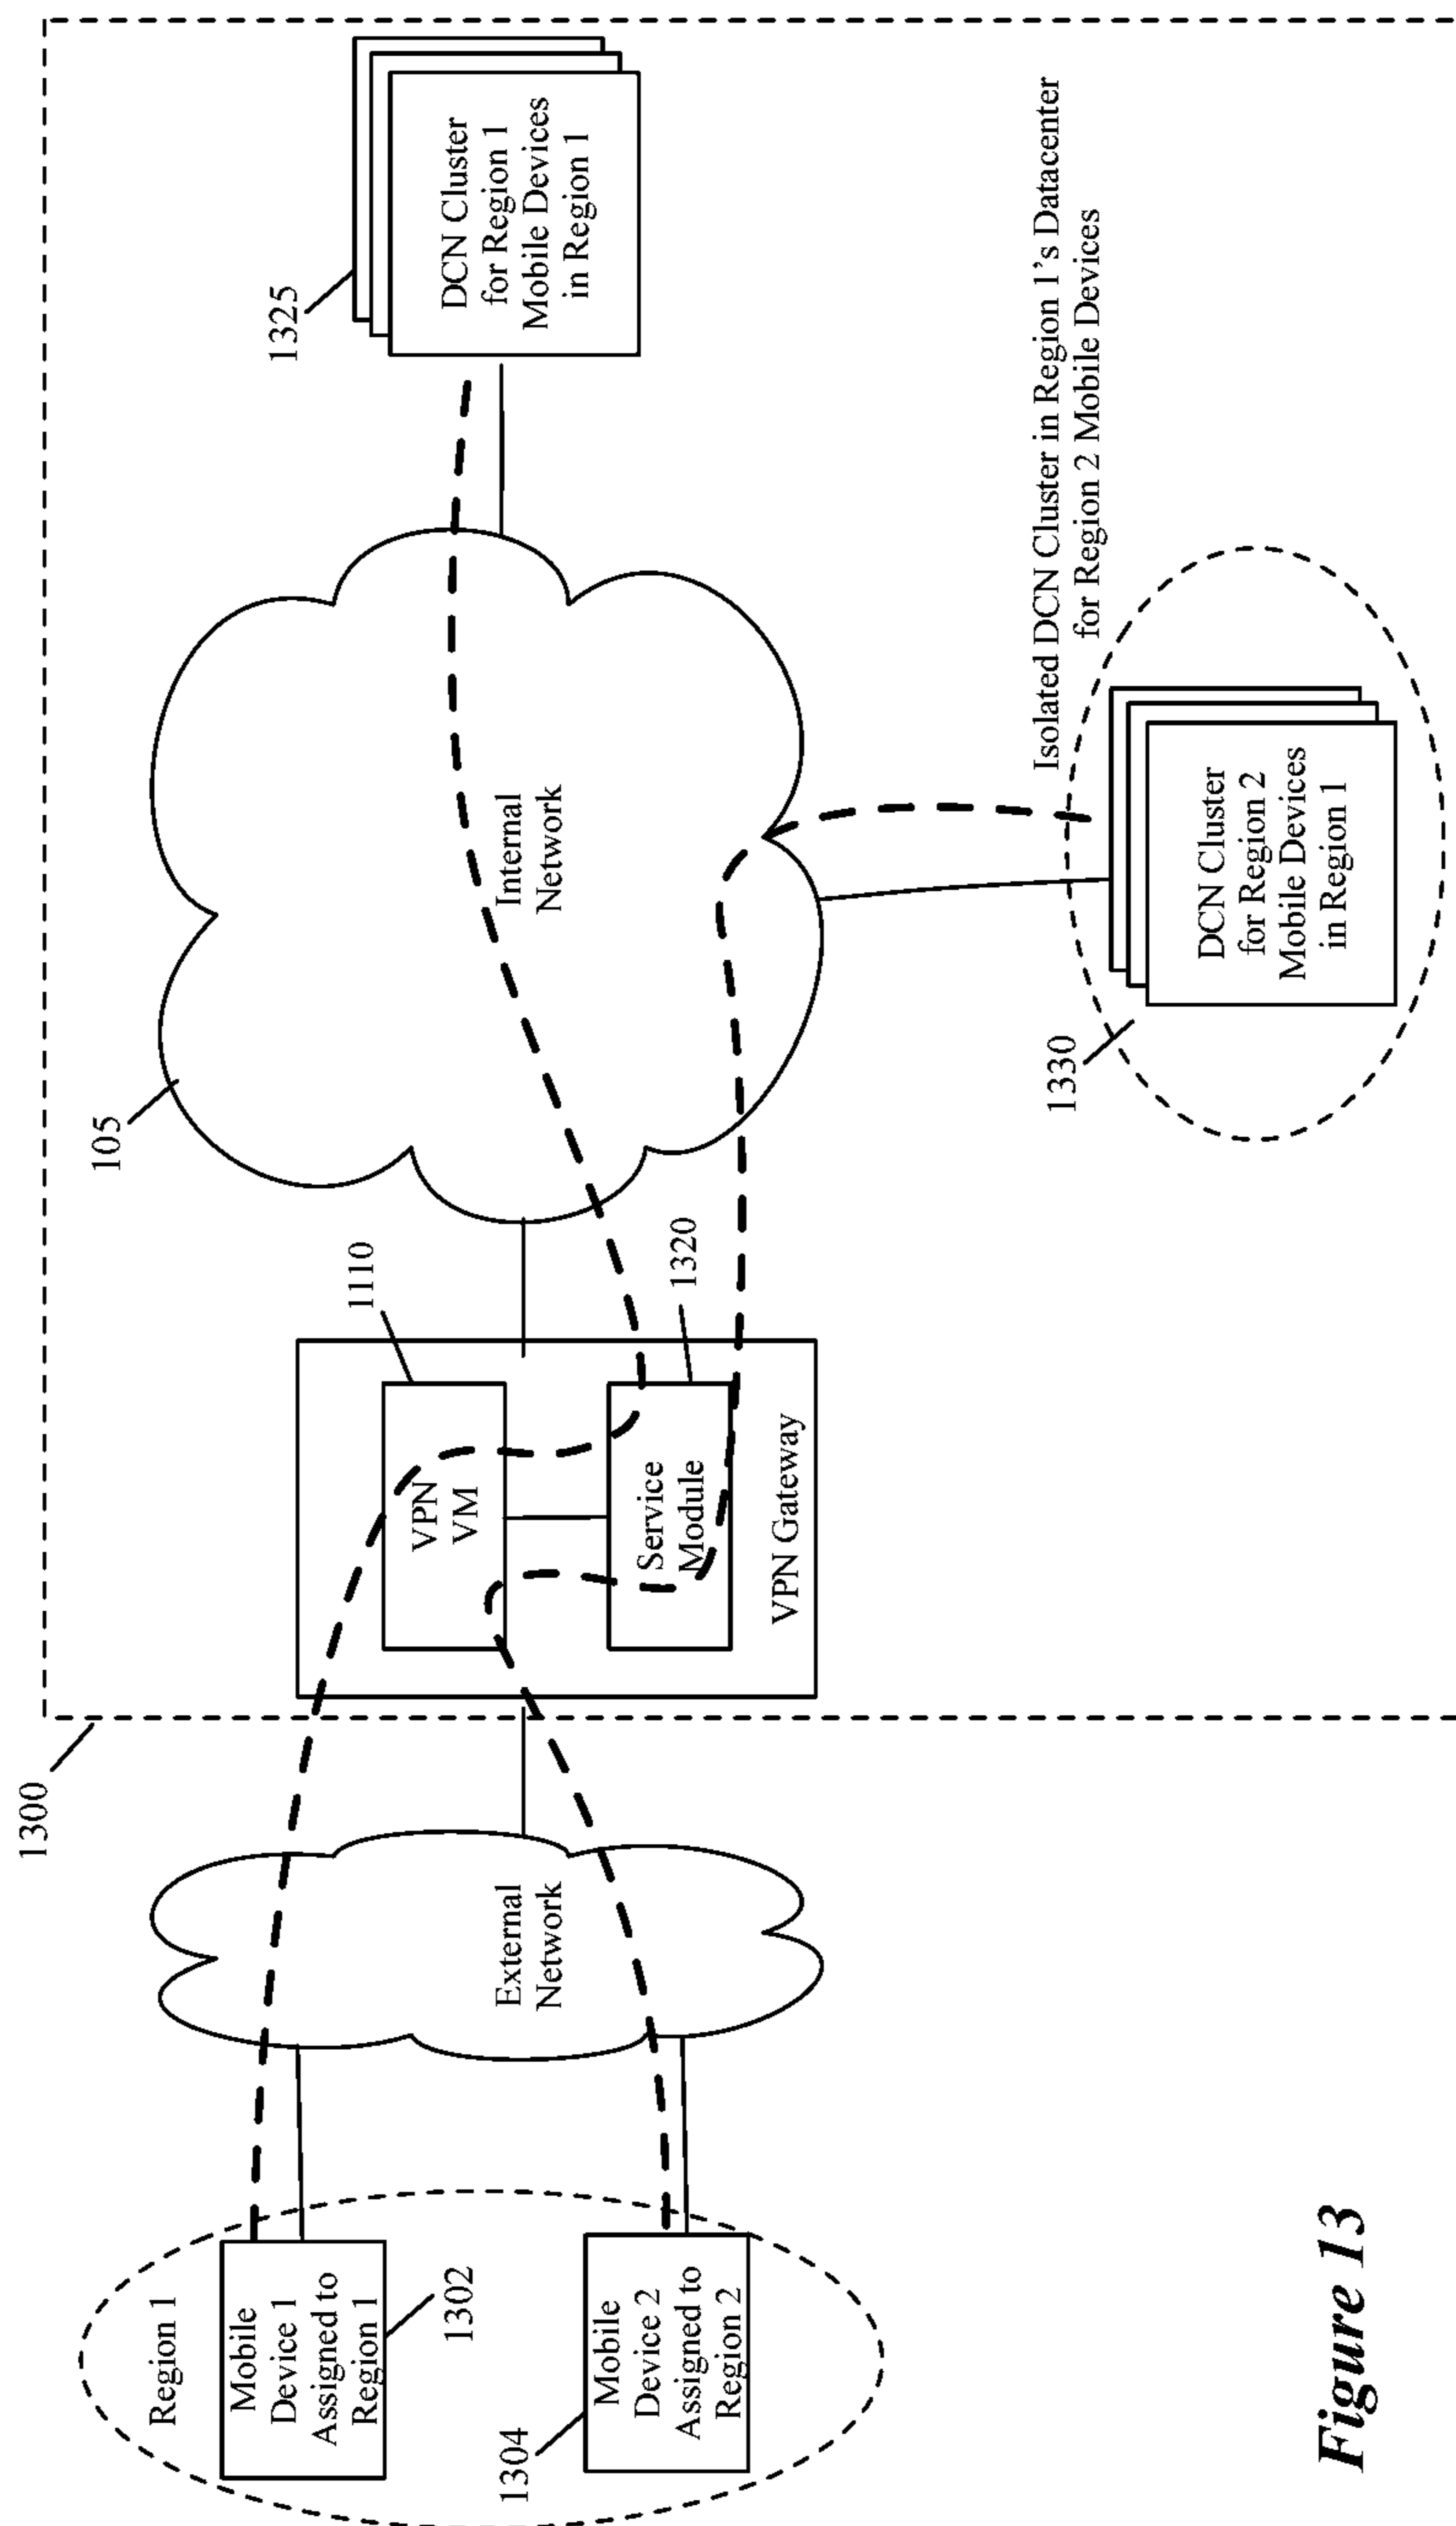 1300
Region 1
Mobile
Device 1
Assigned to
Region 1
1302
1304
Mobile
Device 2
Assigned to
Region 2
External
Network
VPN
VM
1110
Service
Module
1320
VPN Gateway
105
Internal
Network
1325
DCN Cluster
for Region 1
Mobile Devices
in Region 1
Isolated DCN Cluster in Region 1's Datacenter
for Region 2 Mobile Devices
1330
DCN Cluster
for Region 2
Mobile Devices
in Region 1
Figure 13